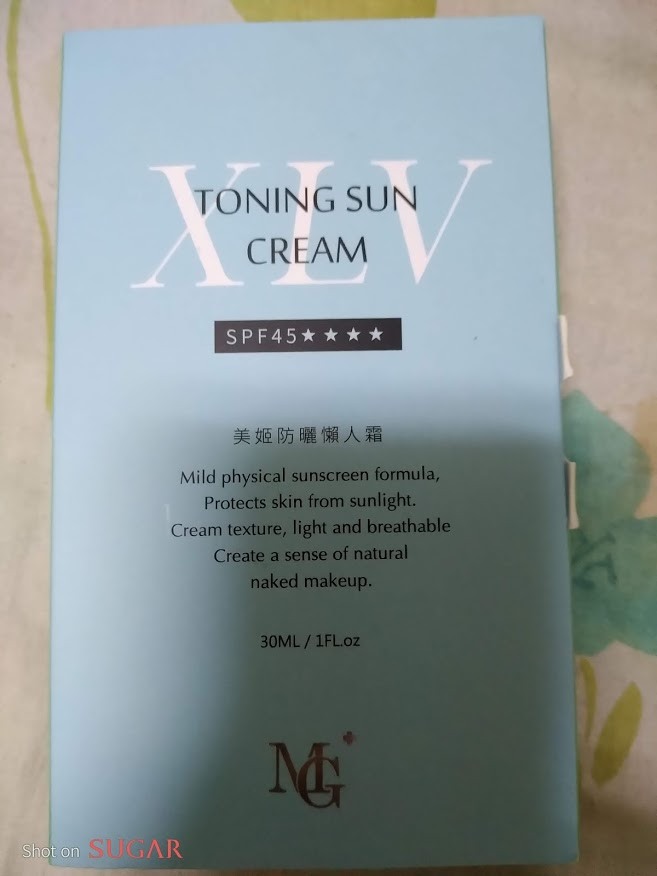 XLV
TONING SUN
CREAM
SPF45★★★★
美姬防曬懶人霜
Mild physical sunscreen formula,
Protects skin from sunlight.
Cream texture, light and breathable
Create a sense of natural
naked makeup.
30ML / 1FL.oz
MG
Shot on SUGAR